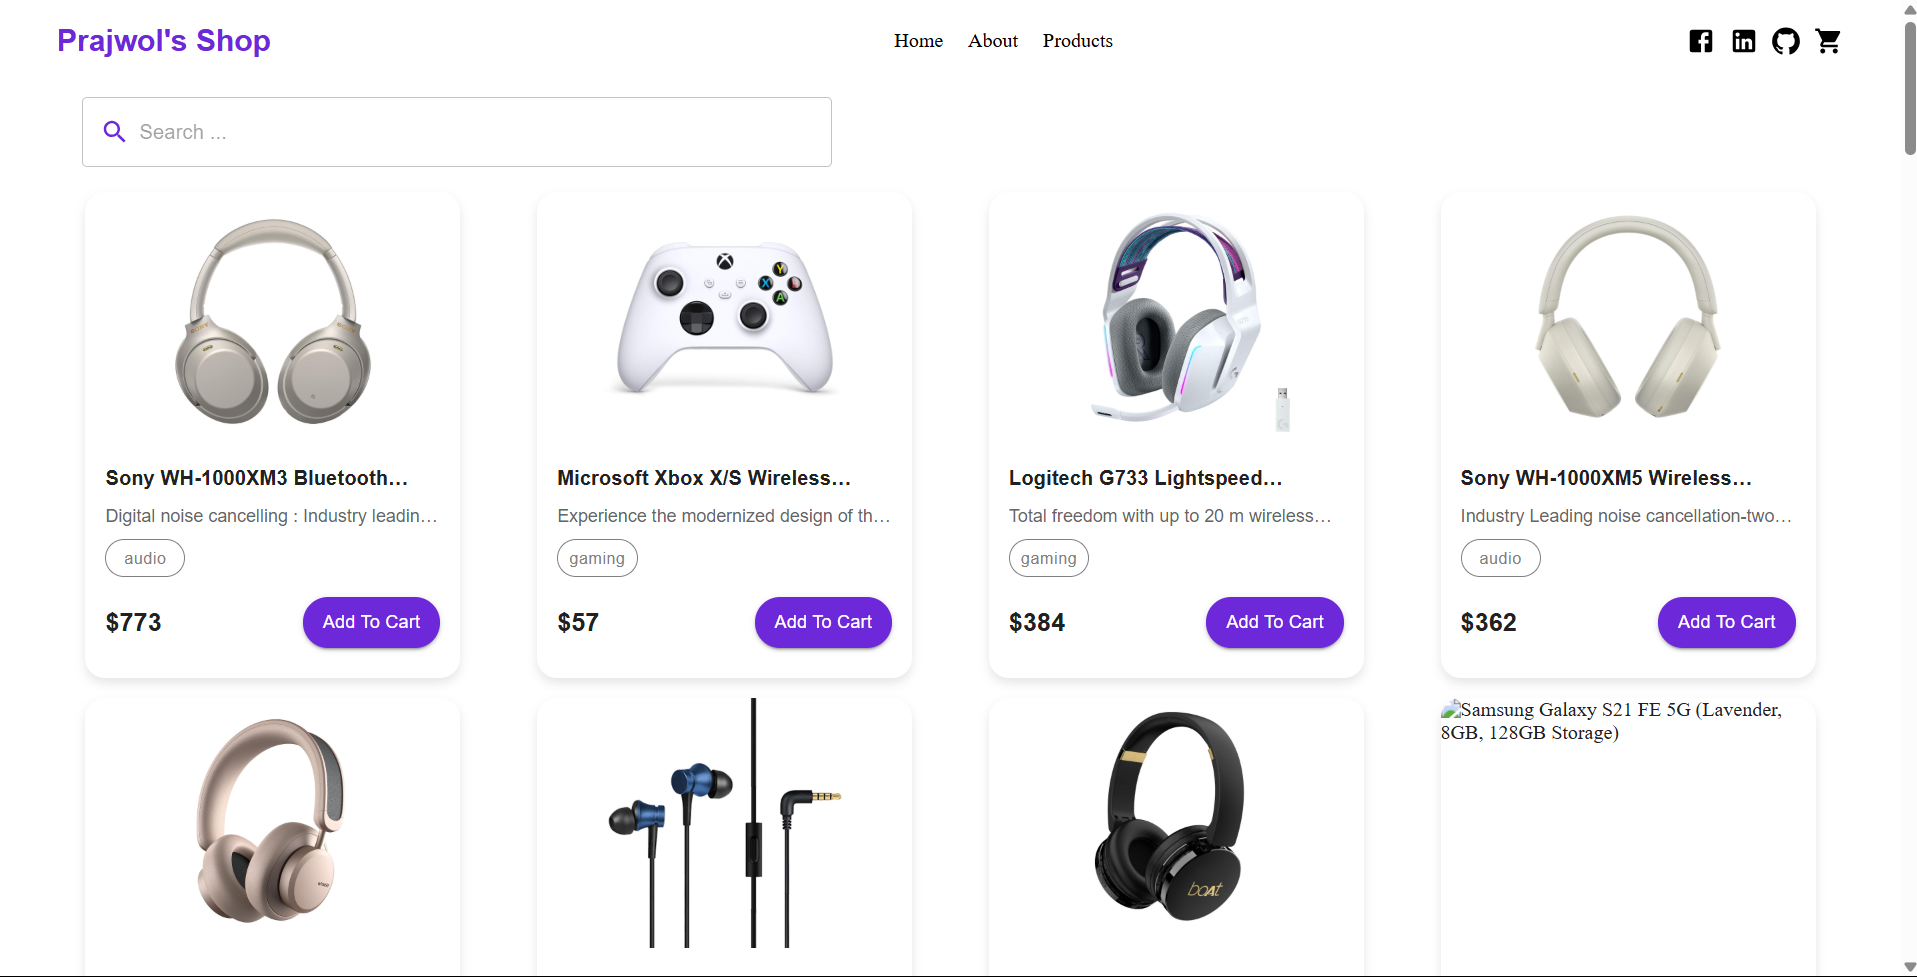 Prajwol's Shop
Home About Products
Search ...
SONY SONY
X
Y
X B
A
Sony WH-1000XM3 Bluetooth...
Digital noise cancelling : Industry leadin...
audio
$773 Add To Cart
Microsoft Xbox X/S Wireless...
Experience the modernized design of th...
gaming
$57 Add To Cart
Logitech G733 Lightspeed...
Total freedom with up to 20 m wireless...
gaming
$384 Add To Cart
Sony WH-1000XM5 Wireless...
Industry Leading noise cancellation-two...
audio
$362 Add To Cart
boAt
Samsung Galaxy S21 FE 5G (Lavender,
8GB, 128GB Storage)